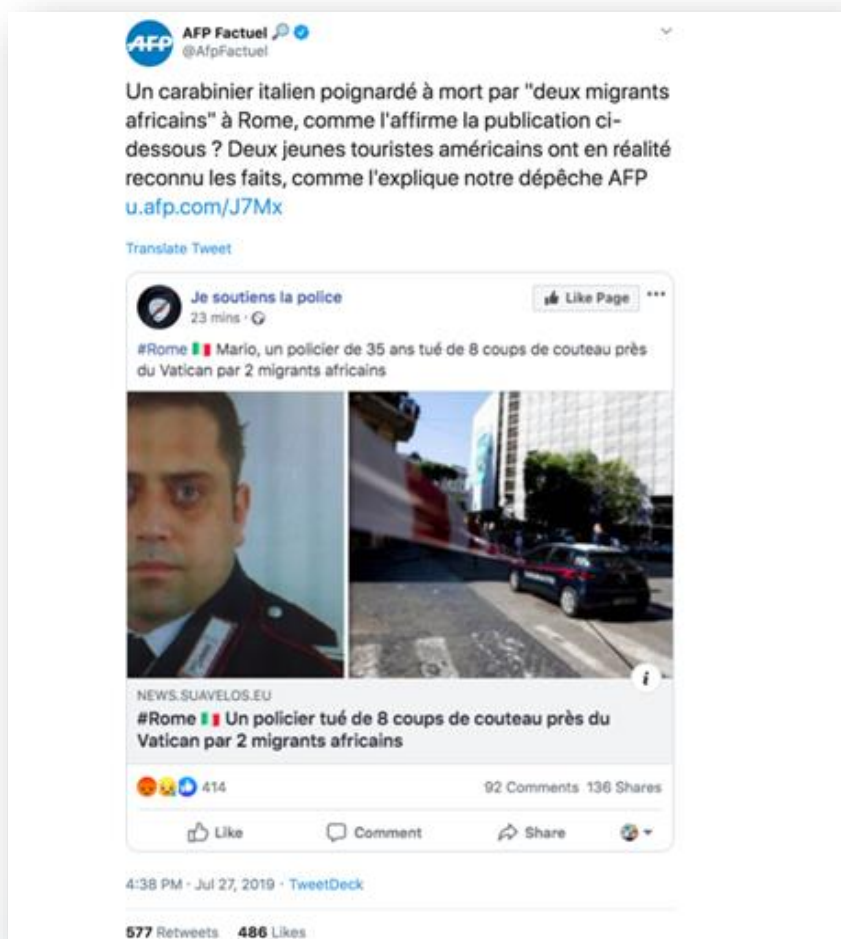 AFP
AFP Factuel
@AfpFactuel
Un carabinier italien poignardé à mort par "deux migrants
africains" à Rome, comme l'affirme la publication ci-
dessous ? Deux jeunes touristes américains ont en réalité
reconnu les faits, comme l'explique notre dépêche AFP
u.afp.com/J7Mx
Translate Tweet
Je soutiens la police
Like Page
23 mins ·
#Rome 🇮🇹 Mario, un policier de 35 ans tué de 8 coups de couteau près
du Vatican par 2 migrants africains
i
NEWS.SUAVELOS.EU
#Rome 🇮🇹 Un policier tué de 8 coups de couteau près du
Vatican par 2 migrants africains
414
92 Comments 136 Shares
Like Comment Share
4:38 PM · Jul 27, 2019 · TweetDeck
577 Retweets 486 Likes